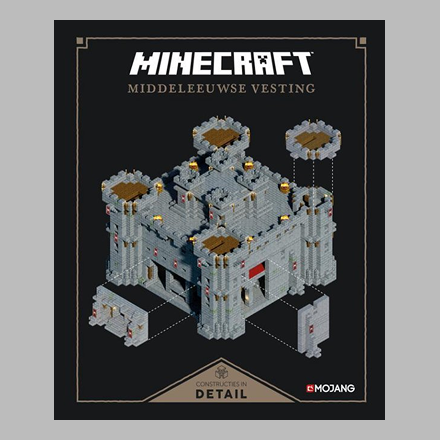 MINECRAFT
MIDDELEEUWSE VESTING
CONSTRUCTIES IN
DETAIL
MOJANG